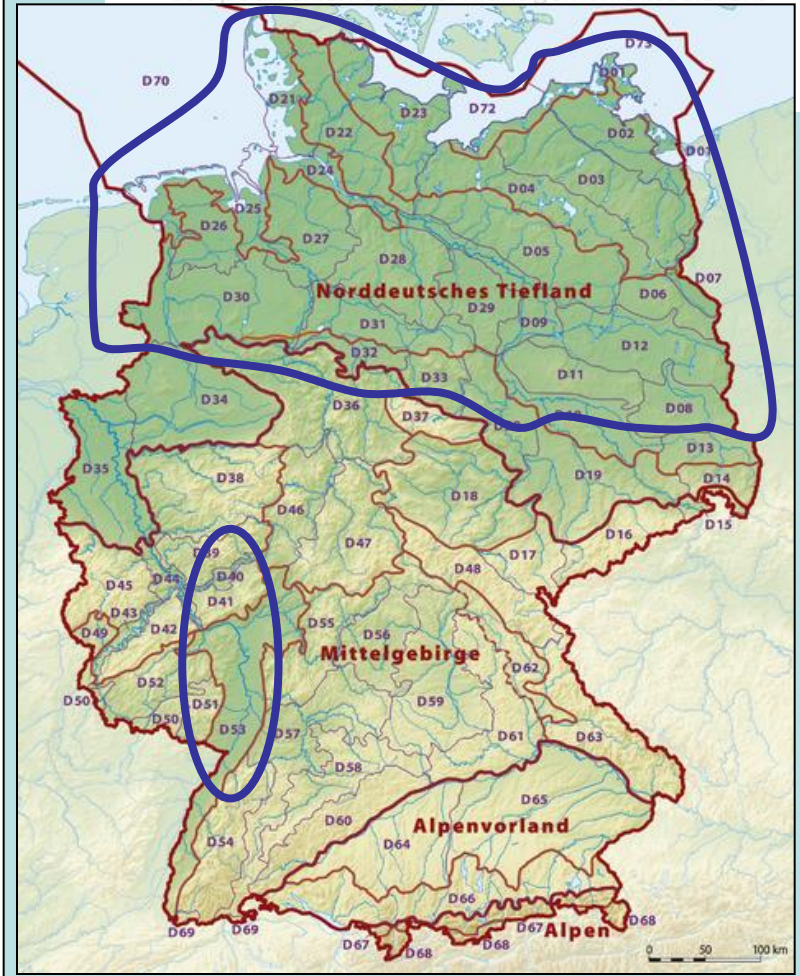 D73
D01
D70
D21
D23
D72
D22
D02
D07
D24
D03
D04
D25
D26
D27
D05
D28
D07
D30
Norddeutsches Tiefland
D06
D29
D31
D09
D12
D32
D33
D11
D34
D36
D37
D08
D13
D35
D38
D19
D14
D46
D18
D15
D47
D16
D39
D17
D45
D44
D40
D48
D43
D41
D49
D42
D55
D56
Mittelgebirge
D62
D52
D50
D51
D59
D50
D53
D57
D61
D63
D58
D65
D60
Alpenvorland
D54
D64
D66
D69
D69
D67
D68
D68
D67
Alpen
D68
0 50 100 km